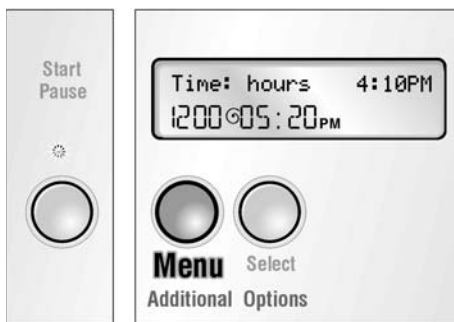 Start
Pause
Time: hours 4:10PM
1200 05:20PM
Menu Select
Additional Options